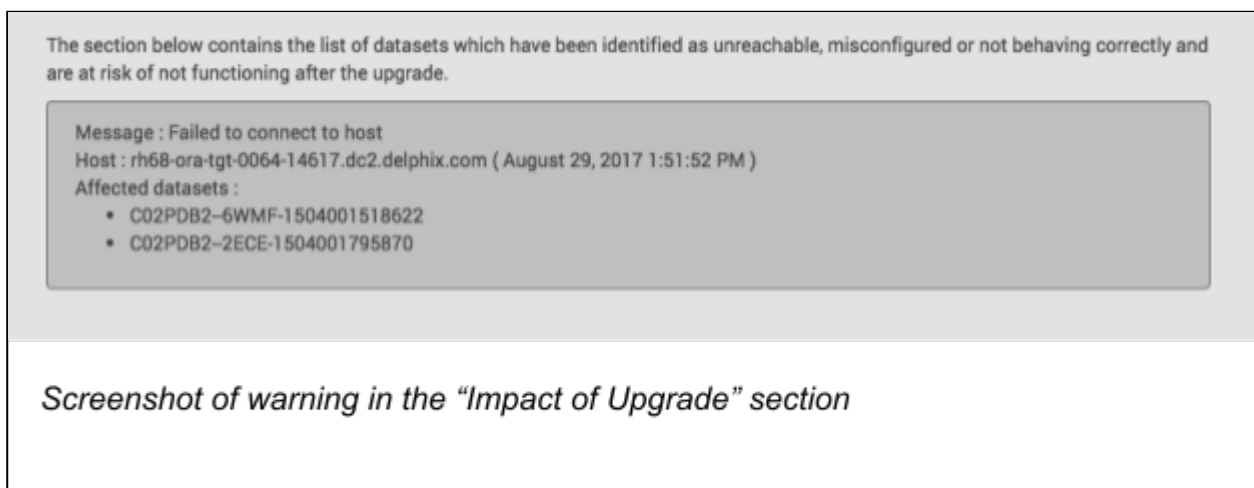 The section below contains the list of datasets which have been identified as unreachable, misconfigured or not behaving correctly and
are at risk of not functioning after the upgrade.
Message : Failed to connect to host
Host : rh68-ora-tgt-0064-14617.dc2.delphix.com ( August 29, 2017 1:51:52 PM )
Affected datasets :
• C02PDB2--6WMF-1504001518622
• C02PDB2--2ECE-1504001795870
Screenshot of warning in the “Impact of Upgrade” section